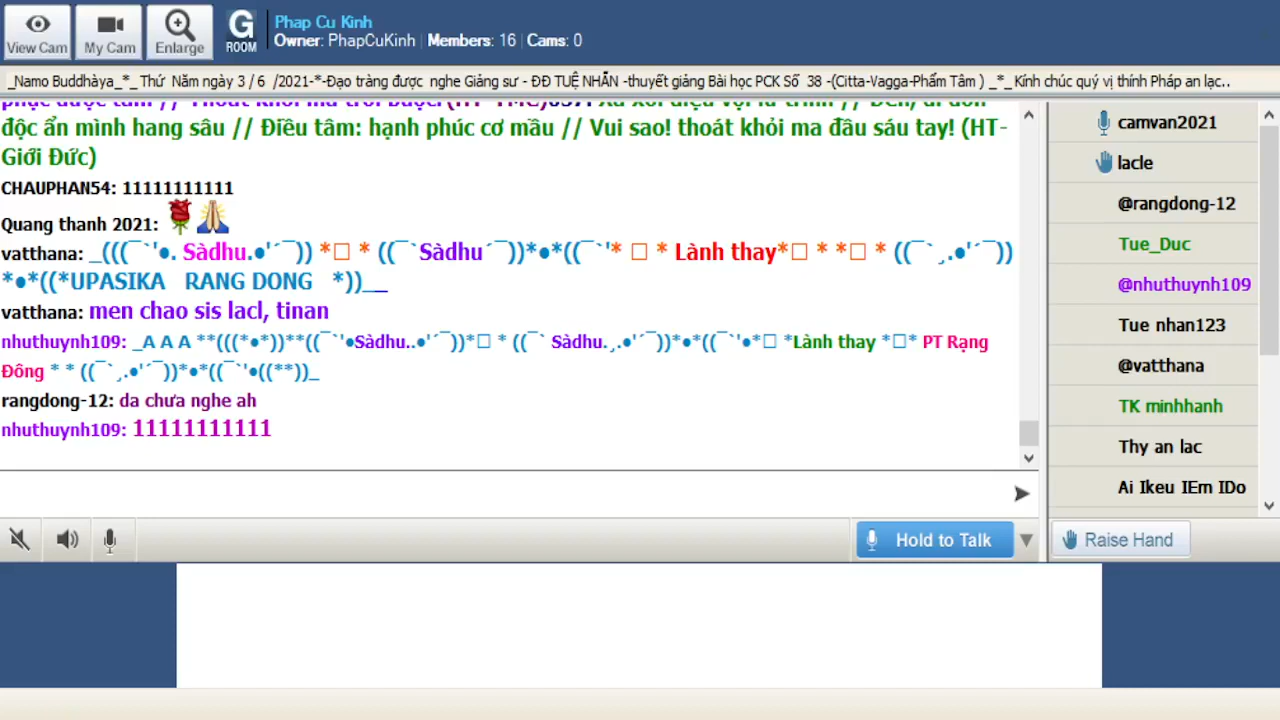 View Cam
My Cam
Enlarge
G
ROOM
Phap Cu Kinh
Owner: PhapCuKinh | Members: 16 | Cams: 0
_Namo Buddhàya_*_ Thứ Năm ngày 3 / 6 /2021-*-Đạo tràng được nghe Giảng sư - ĐĐ TUỆ NHẪN -thuyết giảng Bài học PCK Số 38 -(Citta-Vagga-Phẩm Tâm ) _*_ Kính chúc quý vị thính Pháp an lạc..
độc ẩn mình hang sâu // Điều tâm: hạnh phúc cơ mầu // Vui sao! thoát khỏi ma đầu sáu tay! (HT-
Giới Đức)
CHAUPHAN54: 11111111111
Quang thanh 2021: 🌹🙏
vatthana: _(((¯`'●. Sàdhu.●'´¯)) *□ * ((¯`Sàdhu´¯))*●*((¯`'* □ * Lành thay*□ * *□ * ((¯`¸.●'´¯))
*●*((*UPASIKA RANG DONG *))__
vatthana: men chao sis lacl, tinan
nhuthuynh109: _A A A **(((*●*))**((¯`'●Sàdhu..●'´¯))*□ * ((¯` Sàdhu.¸.●'´¯))*●*((¯`'●*□ *Lành thay *□* PT Rạng
Đông * * ((¯`¸.●'´¯))*●*((¯`'●((**))_
rangdong-12: da chưa nghe ah
nhuthuynh109: 11111111111
Hold to Talk
camvan2021
lacle
@rangdong-12
Tue_Duc
@nhuthuynh109
Tue nhan123
@vatthana
TK minhhanh
Thy an lac
Ai Ikeu IEm IDo
Raise Hand